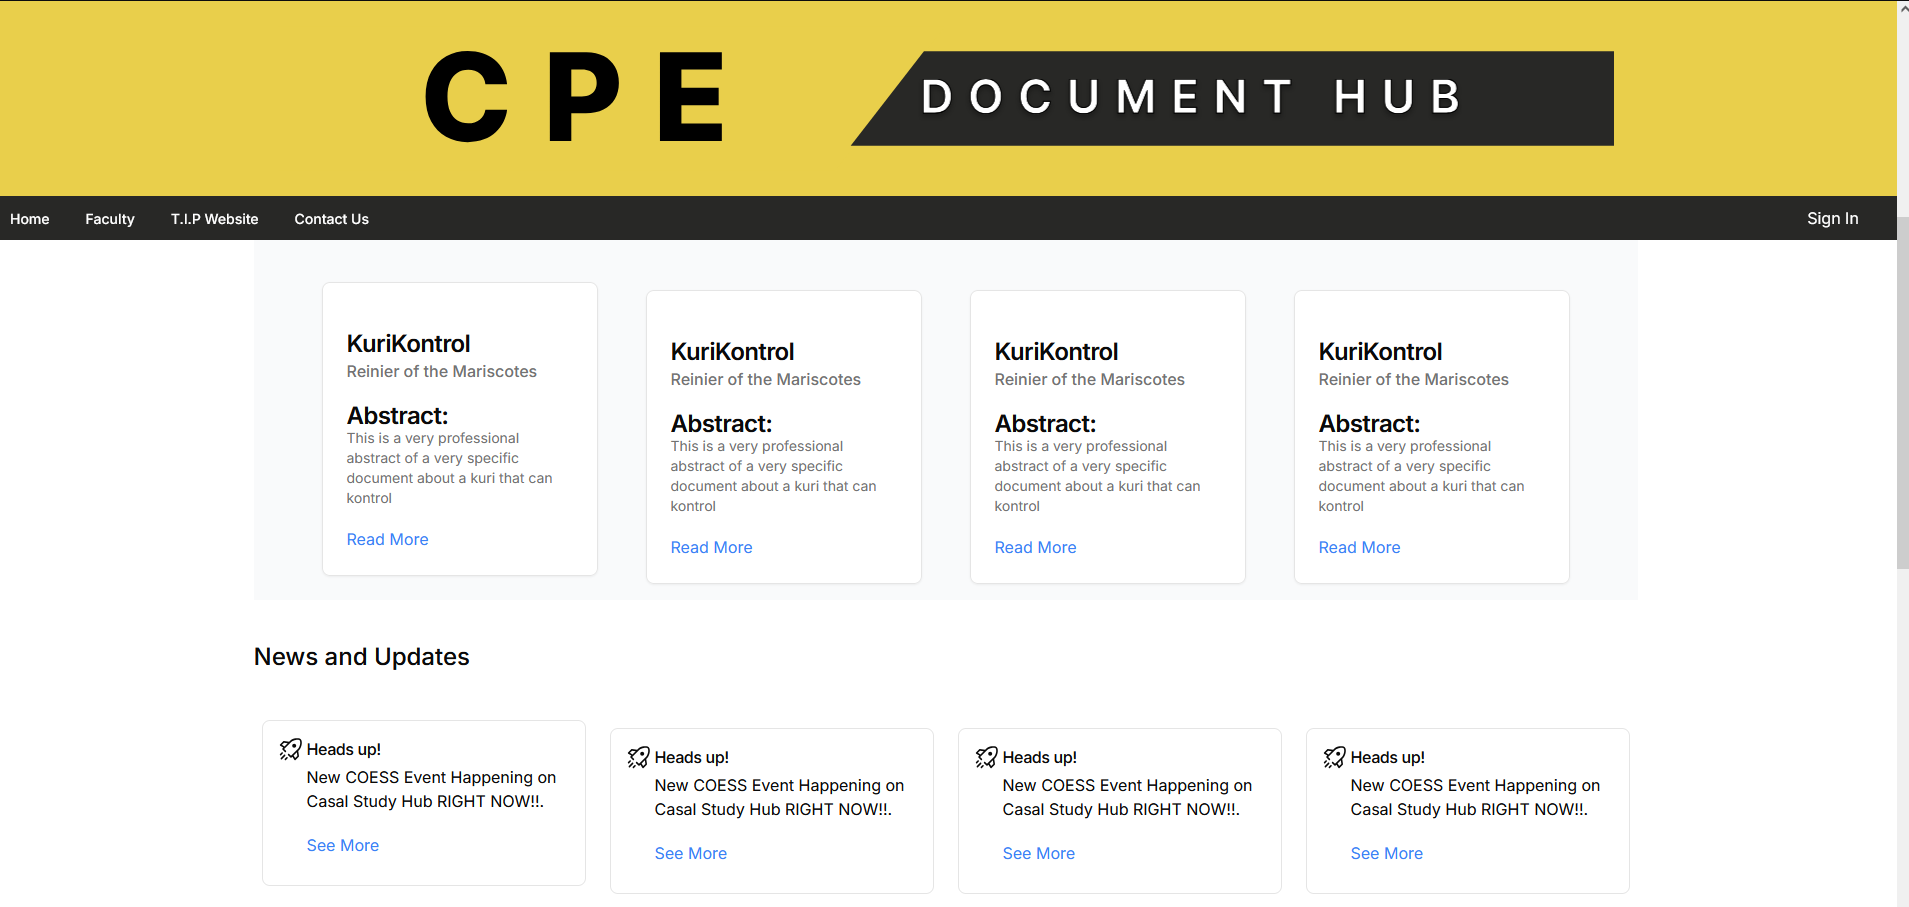 CPE DOCUMENT HUB
Home Faculty T.I.P Website Contact Us Sign In
KuriKontrol
Reinier of the Mariscotes
Abstract:
This is a very professional
abstract of a very specific
document about a kuri that can
kontrol
Read More
KuriKontrol
Reinier of the Mariscotes
Abstract:
This is a very professional
abstract of a very specific
document about a kuri that can
kontrol
Read More
KuriKontrol
Reinier of the Mariscotes
Abstract:
This is a very professional
abstract of a very specific
document about a kuri that can
kontrol
Read More
KuriKontrol
Reinier of the Mariscotes
Abstract:
This is a very professional
abstract of a very specific
document about a kuri that can
kontrol
Read More
News and Updates
Heads up!
New COESS Event Happening on
Casal Study Hub RIGHT NOW!!.
See More
Heads up!
New COESS Event Happening on
Casal Study Hub RIGHT NOW!!.
See More
Heads up!
New COESS Event Happening on
Casal Study Hub RIGHT NOW!!.
See More
Heads up!
New COESS Event Happening on
Casal Study Hub RIGHT NOW!!.
See More